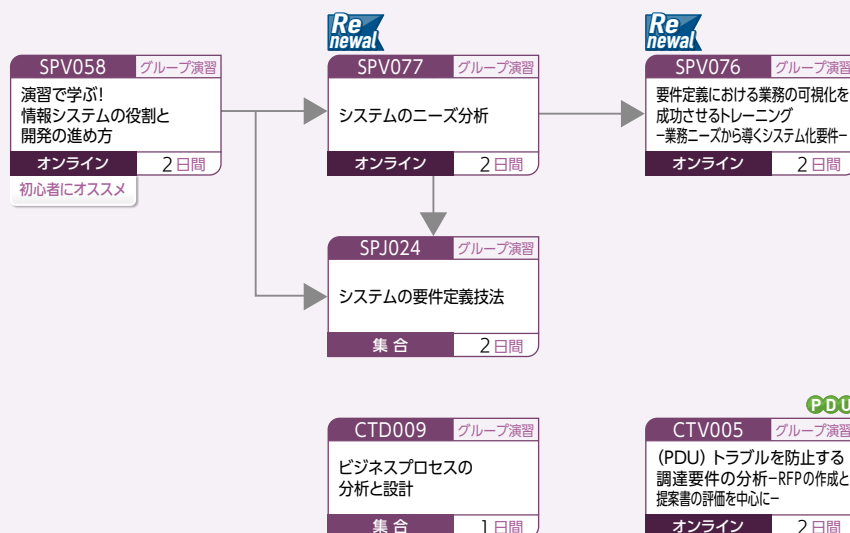 Re
newal
SPV058 グループ演習
演習で学ぶ!
情報システムの役割と
開発の進め方
オンライン 2日間
初心者にオススメ
SPV077 グループ演習
システムのニーズ分析
オンライン 2日間
Re
newal
SPV076 グループ演習
要件定義における業務の可視化を
成功させるトレーニング
−業務ニーズから導くシステム化要件−
オンライン 2日間
SPJ024 グループ演習
システムの要件定義技法
集合 2日間
CTD009 グループ演習
ビジネスプロセスの
分析と設計
集合 1日間
PDU
CTV005 グループ演習
(PDU) トラブルを防止する
調達要件の分析−RFPの作成と
提案書の評価を中心に−
オンライン 2日間